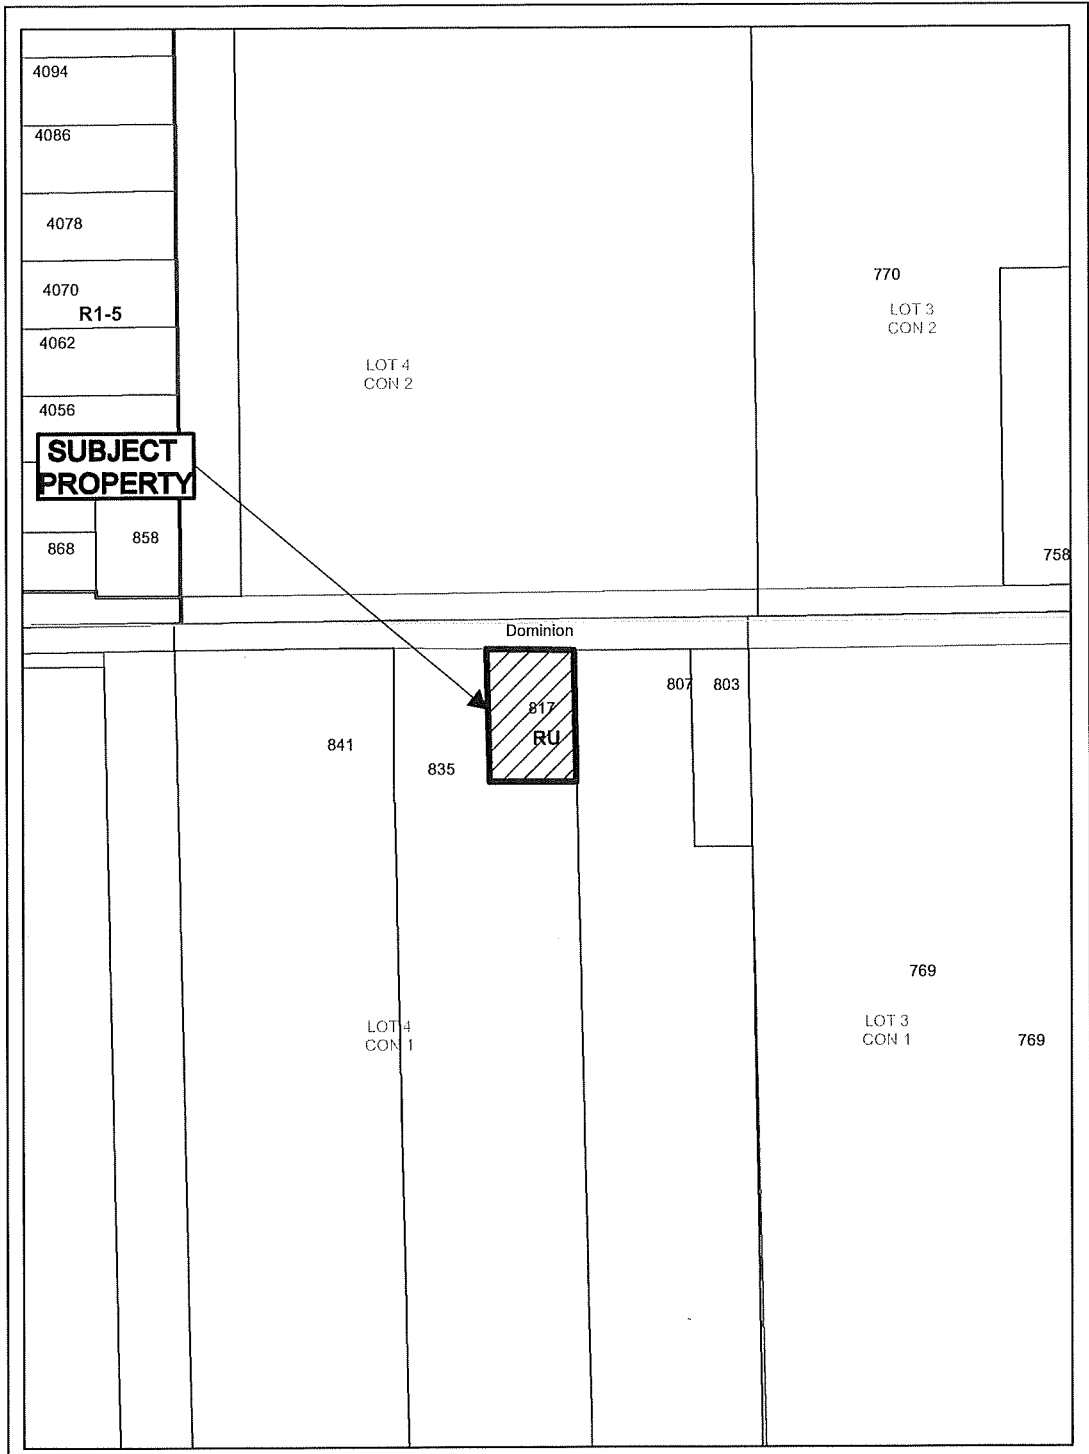 4094
4086
4078
4070
R1-5
4062
4056
SUBJECT
PROPERTY
868
858
LOT 4
CON 2
770
LOT 3
CON 2
758
Dominion
841
835
817
RU
807
803
LOT 4
CON 1
769
LOT 3
CON 1
769